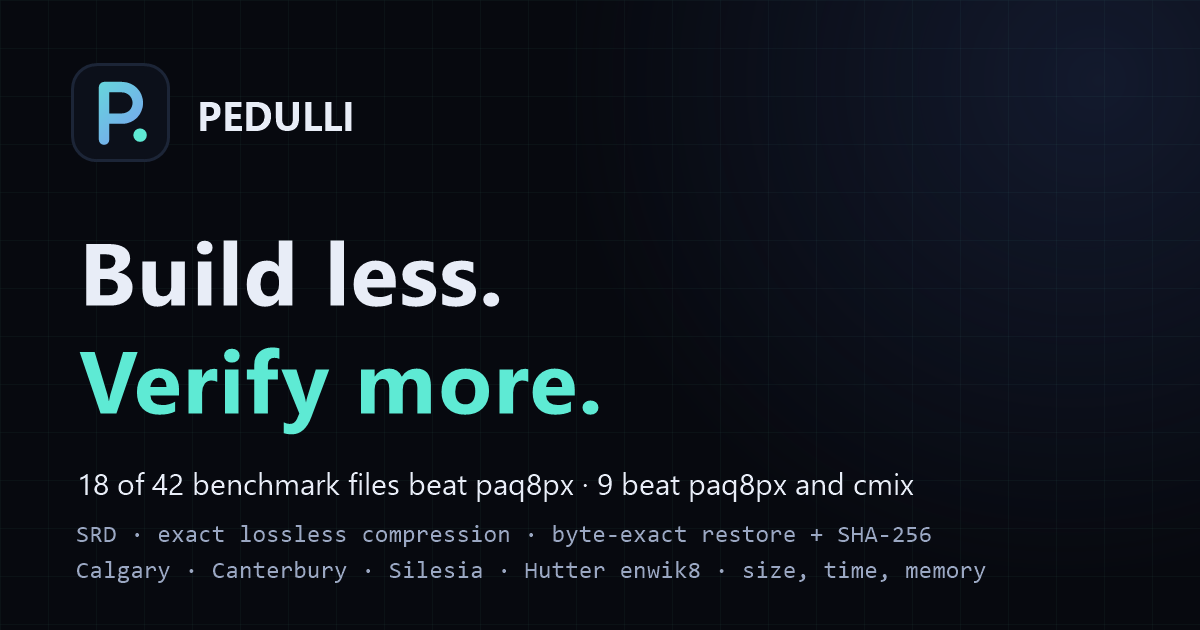 P.
PEDULLI
Build less.
Verify more.
18 of 42 benchmark files beat paq8px · 9 beat paq8px and cmix
SRD · exact lossless compression · byte-exact restore + SHA-256
Calgary · Canterbury · Silesia · Hutter enwik8 · size, time, memory